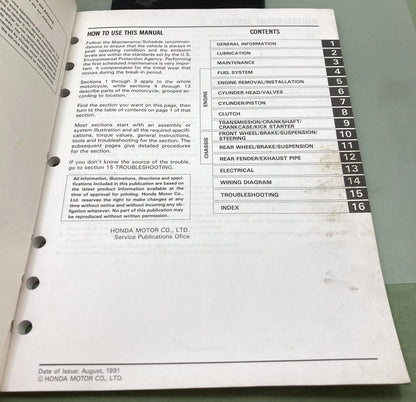 HOW TO USE THIS MANUAL
Follow the Maintenance Schedule recommen-
dations to ensure that the vehicle is always in
peak operating condition and the emission
levels are within the standards set by the U.S.
Environmental Protection Agency. Performing
the first scheduled maintenance is very important.
It compensates for the initial wear that
occurs during the break in period.
Sections 1 through 3 apply to the whole
motorcycle, while sections 4 through 13
describe parts of the motorcycle, grouped ac-
cording to location.
Find the section you want on this page, then
turn to the table of contents on page 1 of that
section.
Most sections start with an assembly or
system illustration and all the required specifi-
cations, torque values, general instructions,
tools and troubleshooting for the section. The
subsequent pages give detailed procedures
for the section.
If you don't know the source of the trouble,
go to section 15 TROUBLESHOOTING.
All information, illustrations, directions and speci-
fications included in this publication are based on
the latest product information available at the
time of approval for printing. Honda Motor Co.,
Ltd. reserves the right to make changes at any
time without notice and without incurring any ob-
ligation whatever. No part of this publication may
be reproduced without written permission.
HONDA MOTOR CO., LTD.
Service Publications Office
Date of Issue: August, 1991
© HONDA MOTOR CO., LTD.
CONTENTS
GENERAL INFORMATION 1
LUBRICATION 2
MAINTENANCE 3
ENGINE
FUEL SYSTEM 4
ENGINE REMOVAL/INSTALLATION 5
CYLINDER HEAD/VALVES 6
CYLINDER/PISTON 7
CLUTCH 8
TRANSMISSION/CRANKSHAFT/
CRANKCASE/KICK STARTER 9
CHASSIS
FRONT WHEEL/BRAKE/SUSPENSION/
STEERING 10
REAR WHEEL/BRAKE/SUSPENSION 11
REAR FENDER/EXHAUST PIPE 12
ELECTRICAL 13
WIRING DIAGRAM 14
TROUBLESHOOTING 15
INDEX 16